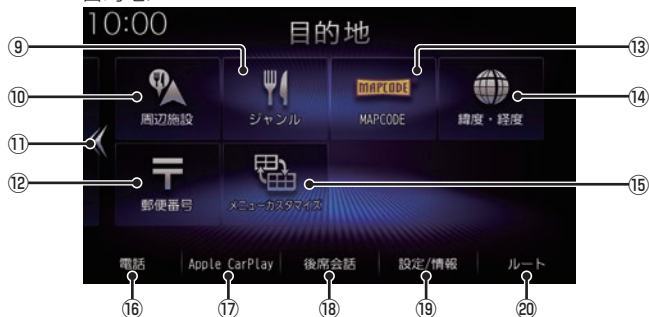 10:00
目的地
⑨
⑬
⑩
周辺施設
ジャンル
MAPCODE
MAPCODE
緯度・経度
⑭
⑪
⑫
郵便番号
メニューカスタマイズ
⑮
電話
Apple CarPlay
後席会話
設定/情報
ルート
⑯
⑰
⑱
⑲
⑳